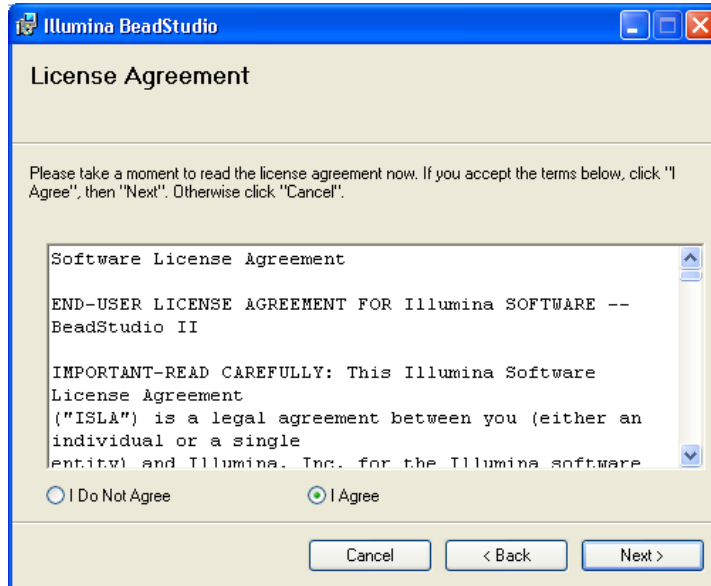 Illumina BeadStudio
License Agreement
Please take a moment to read the license agreement now. If you accept the terms below, click "I
Agree", then "Next". Otherwise click "Cancel".
Software License Agreement
END-USER LICENSE AGREEMENT FOR Illumina SOFTWARE --
BeadStudio II
IMPORTANT-READ CAREFULLY: This Illumina Software
License Agreement
("ISLA") is a legal agreement between you (either an
individual or a single
entity) and Illumina, Inc. for the Illumina software
I Do Not Agree
I Agree
Cancel
< Back
Next >